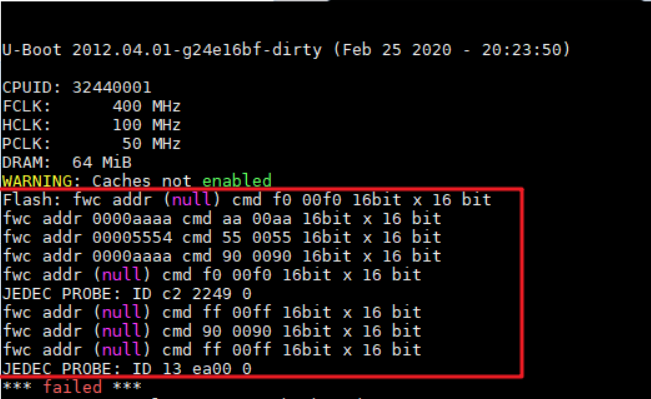 U-Boot 2012.04.01-g24e16bf-dirty (Feb 25 2020 - 20:23:50)
CPUID: 32440001
FCLK:      400 MHz
HCLK:      100 MHz
PCLK:       50 MHz
DRAM:  64 MiB
WARNING: Caches not enabled
Flash: fwc addr (null) cmd f0 00f0 16bit x 16 bit
fwc addr 0000aaaa cmd aa 00aa 16bit x 16 bit
fwc addr 00005554 cmd 55 0055 16bit x 16 bit
fwc addr 0000aaaa cmd 90 0090 16bit x 16 bit
fwc addr (null) cmd f0 00f0 16bit x 16 bit
JEDEC PROBE: ID c2 2249 0
fwc addr (null) cmd ff 00ff 16bit x 16 bit
fwc addr (null) cmd 90 0090 16bit x 16 bit
fwc addr (null) cmd ff 00ff 16bit x 16 bit
JEDEC PROBE: ID 13 ea00 0
*** failed ***